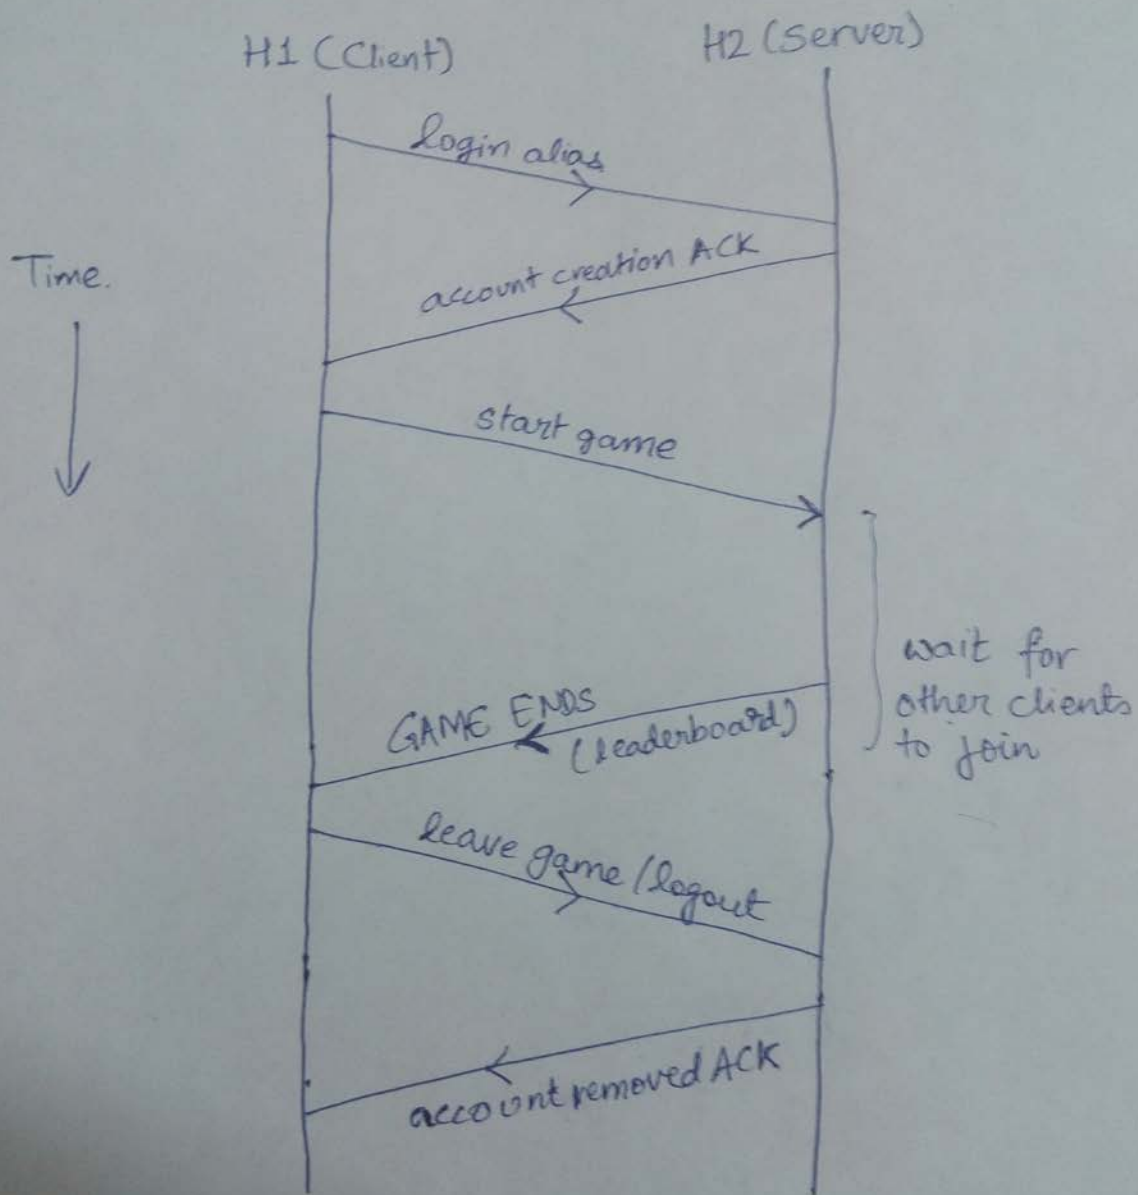 H1 (Client)
H2 (Server)
login alias
Time.
account creation ACK
start game
wait for
other clients
to join
GAME ENDS
(leaderboard)
leave game/logout
account removed ACK